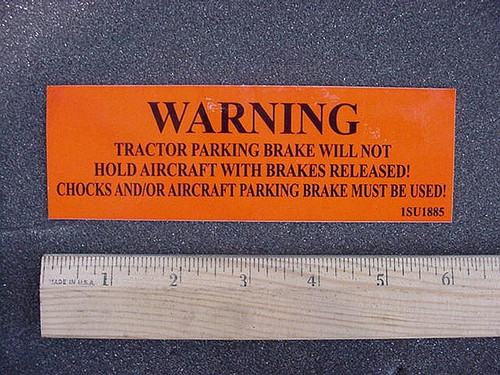 WARNING
TRACTOR PARKING BRAKE WILL NOT
HOLD AIRCRAFT WITH BRAKES RELEASED!
CHOCKS AND/OR AIRCRAFT PARKING BRAKE MUST BE USED!
1SU1885
MADE IN U.S.A. 1 2 3 4 5 6